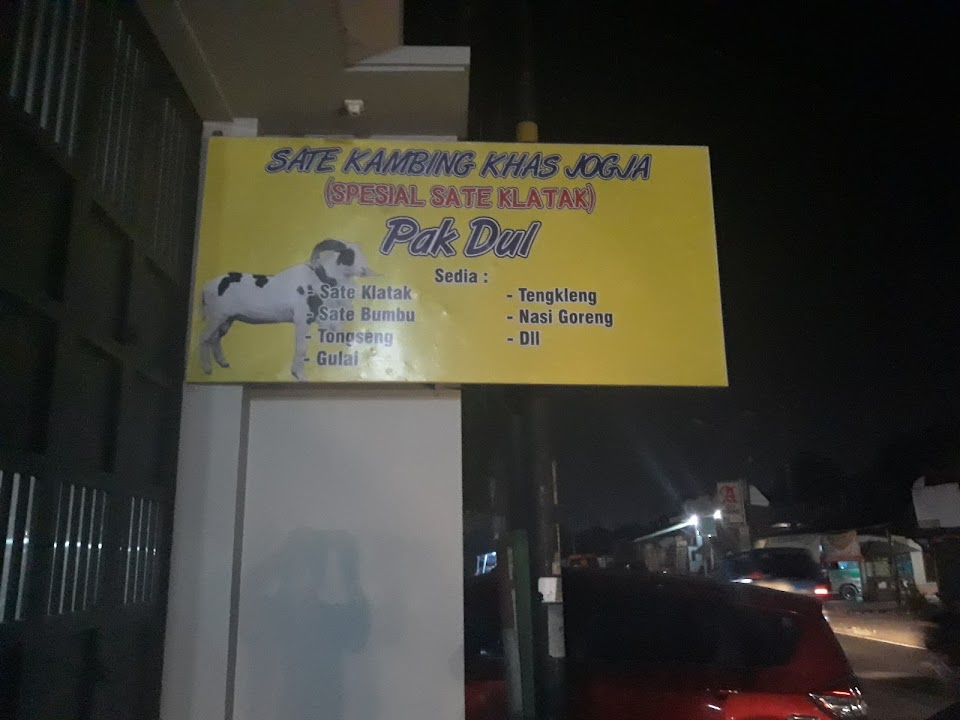 SATE KAMBING KHAS JOGJA
(SPESIAL SATE KLATAK)
Pak Dul
Sedia :
- Sate Klatak
- Sate Bumbu
- Tongseng
- Gulai
- Tengkleng
- Nasi Goreng
- Dll
A